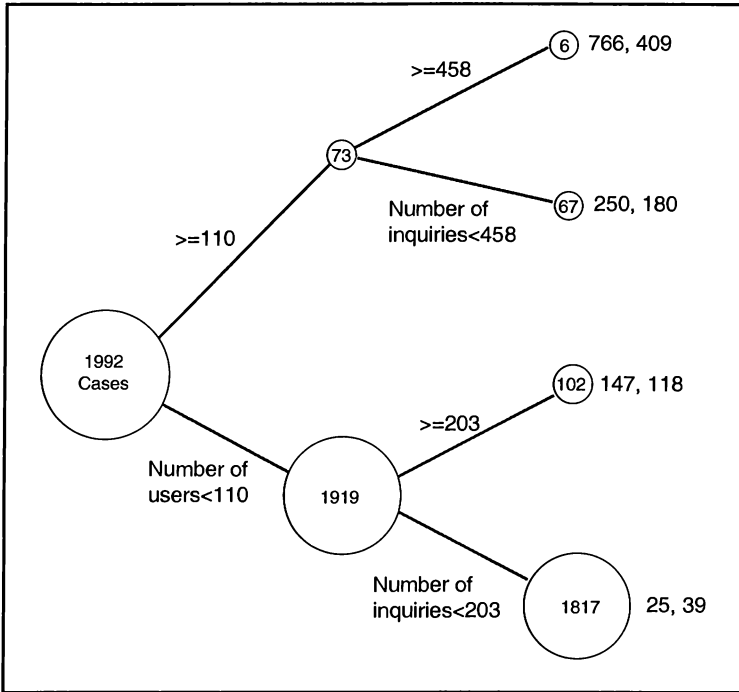 6 766, 409
>=458
73
67 250, 180
Number of
inquiries<458
>=110
1992
Cases
102 147, 118
>=203
Number of
users<110
1919
Number of
inquiries<203
1817 25, 39